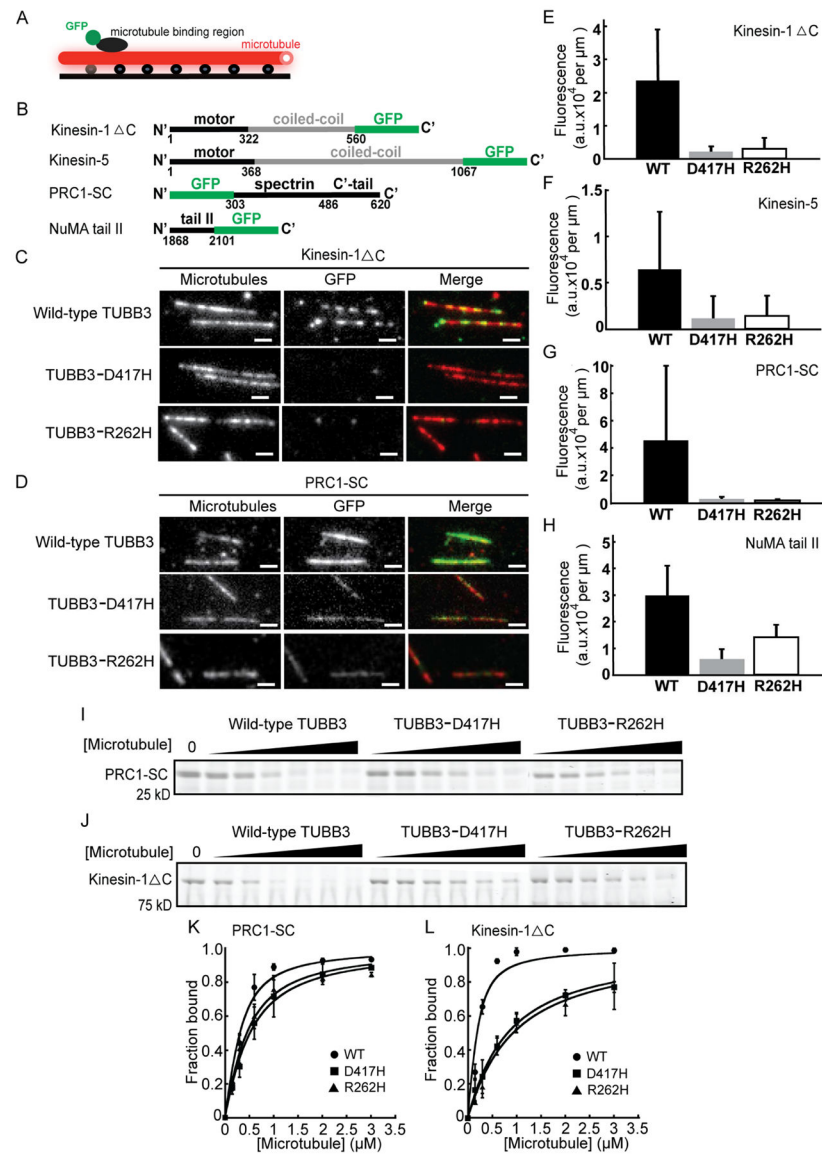 A
GFP
microtubule binding region
microtubule
B
Kinesin-1 △C N' motor coiled-coil GFP C'
1 322 560
Kinesin-5 N' motor coiled-coil GFP C'
1 368 1067
PRC1-SC N' GFP spectrin C'-tail C'
303 486 620
NuMA tail II N' tail II GFP C'
1868 2101
C
Kinesin-1△C
Microtubules GFP Merge
Wild-type TUBB3
TUBB3-D417H
TUBB3-R262H
D
PRC1-SC
Microtubules GFP Merge
Wild-type TUBB3
TUBB3-D417H
TUBB3-R262H
E
Kinesin-1 △C
Fluorescence
(a.u.x10⁴ per µm )
4
3
2
1
0
WT D417H R262H
F
Kinesin-5
Fluorescence
(a.u.x10⁴ per µm )
1.5
1
0.5
0
WT D417H R262H
G
PRC1-SC
Fluorescence
(a.u.x10⁴ per µm )
10
8
6
4
2
0
WT D417H R262H
H
NuMA tail II
Fluorescence
(a.u.x10⁴ per µm )
5
4
3
2
1
0
WT D417H R262H
I
Wild-type TUBB3 TUBB3-D417H TUBB3-R262H
[Microtubule] 0
PRC1-SC
25 kD
J
Wild-type TUBB3 TUBB3-D417H TUBB3-R262H
[Microtubule] 0
Kinesin-1△C
75 kD
K
PRC1-SC
Fraction bound
1.0
0.8
0.6
0.4
0.2
0.0
WT
D417H
R262H
0 0.5 1 1.5 2 2.5 3 3.5
[Microtubule] (µM)
L
Kinesin-1△C
Fraction bound
1.0
0.8
0.6
0.4
0.2
0.0
WT
D417H
R262H
0 0.5 1 1.5 2 2.5 3 3.5
[Microtubule] (µM)